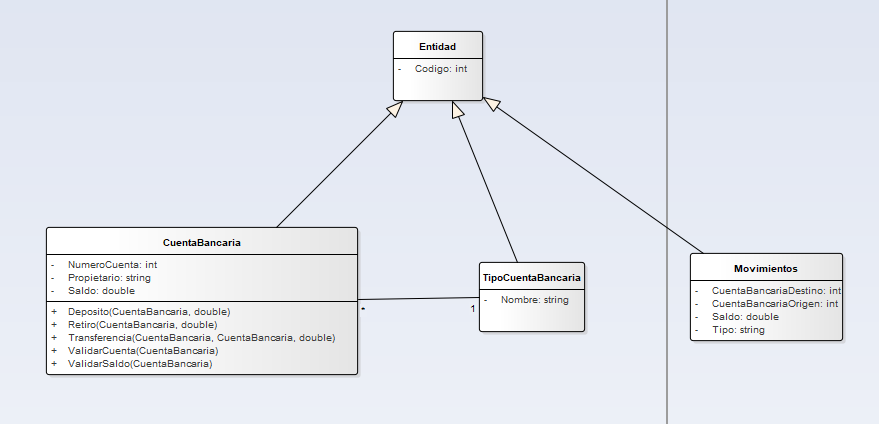 Entidad
- Codigo: int
CuentaBancaria
- NumeroCuenta: int
- Propietario: string
- Saldo: double
+ Deposito(CuentaBancaria, double)
+ Retiro(CuentaBancaria, double)
+ Transferencia(CuentaBancaria, CuentaBancaria, double)
+ ValidarCuenta(CuentaBancaria)
+ ValidarSaldo(CuentaBancaria)
*
1
TipoCuentaBancaria
- Nombre: string
Movimientos
- CuentaBancariaDestino: int
- CuentaBancariaOrigen: int
- Saldo: double
- Tipo: string